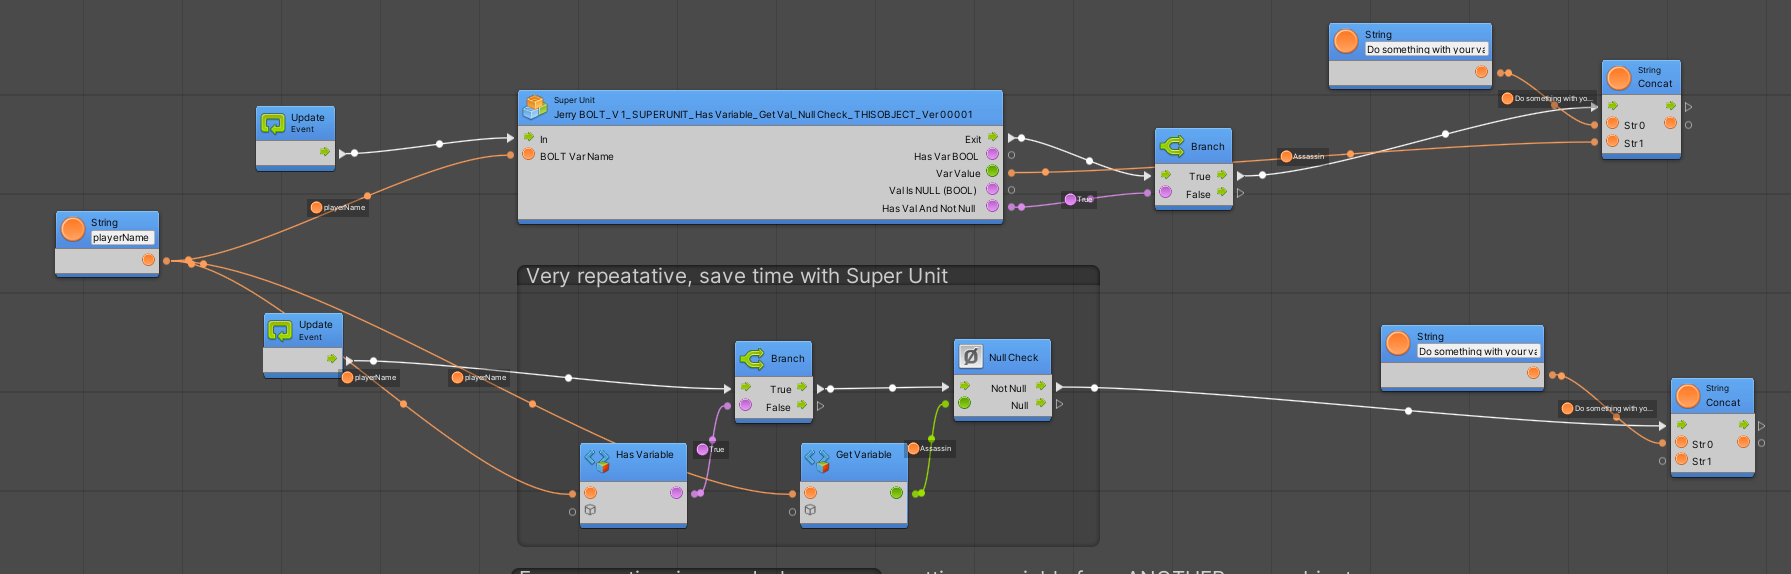 String
Do something with your va
String
Concat
Do something with yo...
Str 0
Str 1
Update
Event
Super Unit
Jerry BOLT_V 1_SUPERUNIT_Has Variable_Get Val_Null Check_THISOBJECT_Ver 00001
In
Exit
BOLT Var Name
Has Var BOOL
Var Value
Val Is NULL (BOOL)
Has Val And Not Null
Branch
True
False
Assassin
True
playerName
String
playerName
Very repeatative, save time with Super Unit
Update
Event
playerName
playerName
Branch
True
False
Null Check
Not Null
Null
String
Do something with your va
String
Concat
Do something with yo...
Str 0
Str 1
Has Variable
True
Get Variable
Assassin